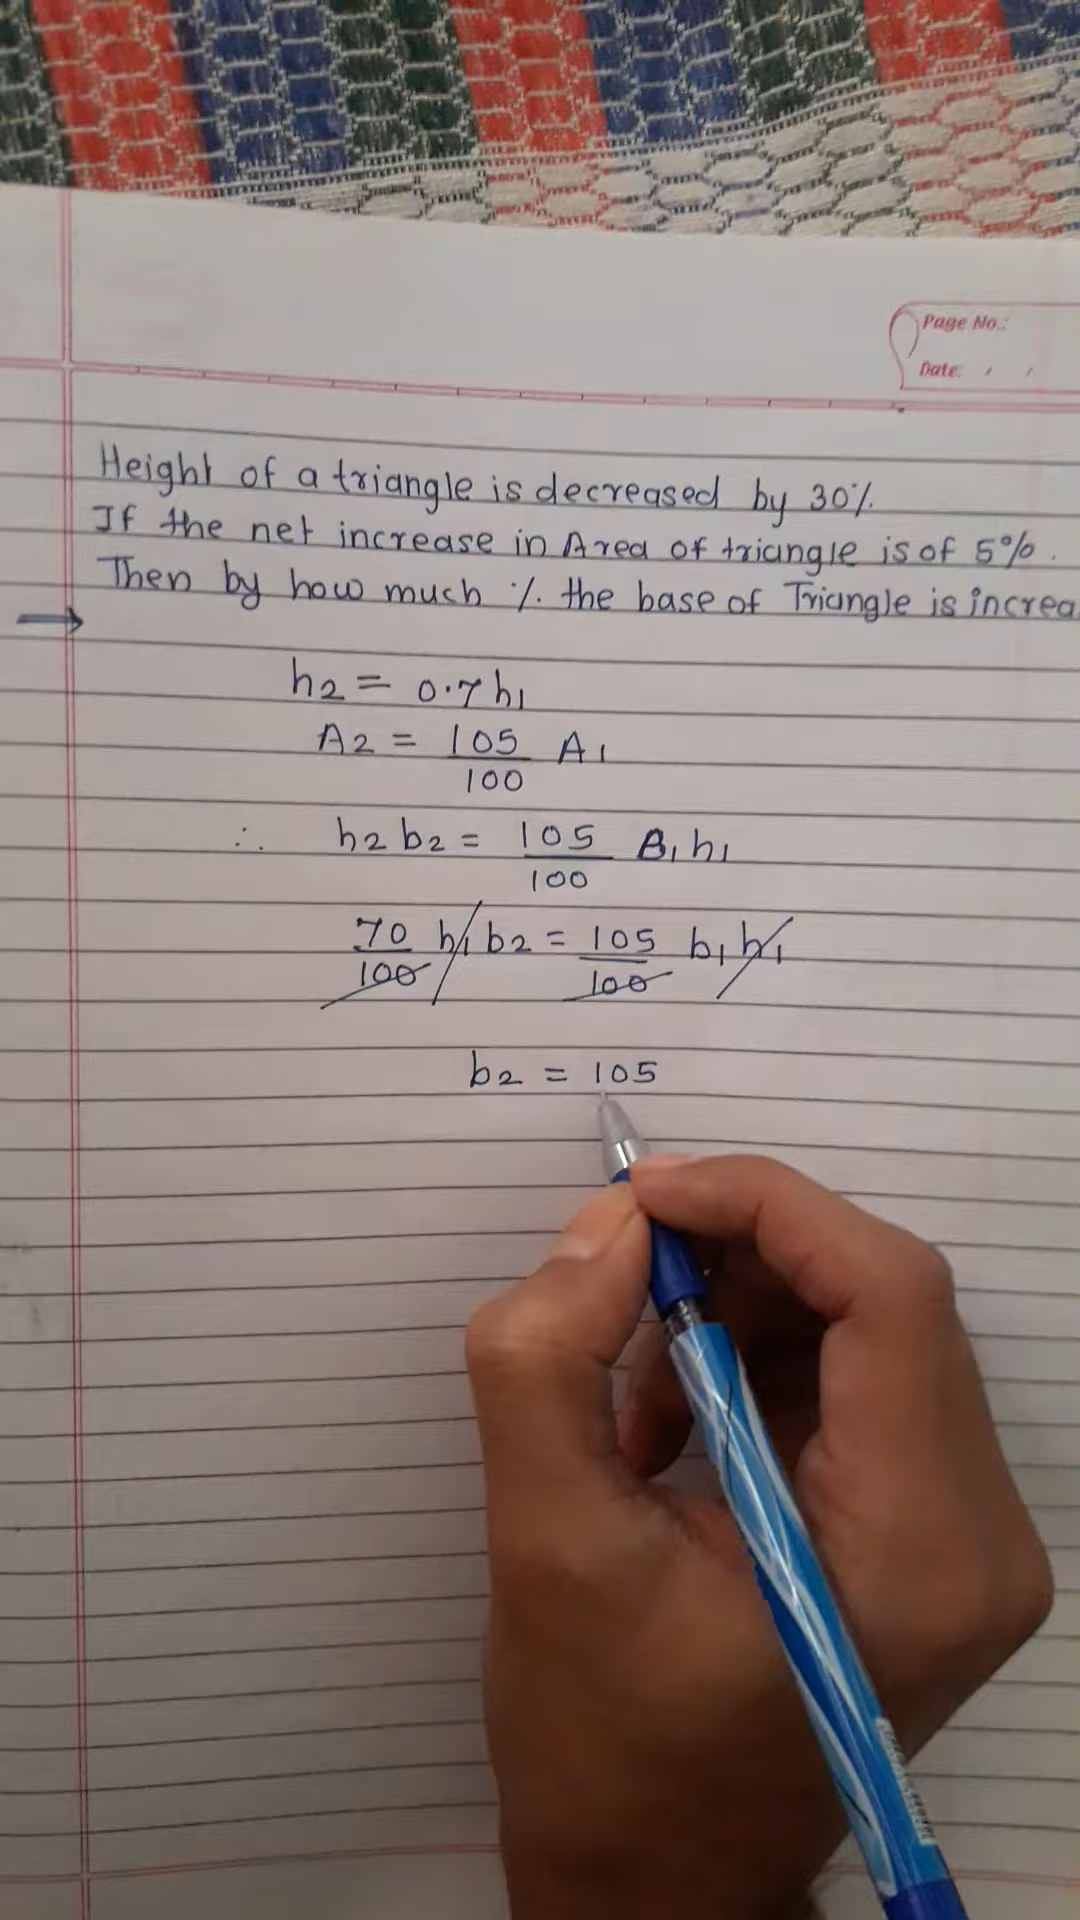 Page No.:
Date: / /
Height of a triangle is decreased by 30%.
If the net increase in Area of triangle is of 5%.
Then by how much % the base of Triangle is increa
h2 = 0.7h1
A2 = 105/100 A1
∴ h2 b2 = 105/100 B1 h1
70/100 h1 b2 = 105/100 b1 h1
b2 = 105